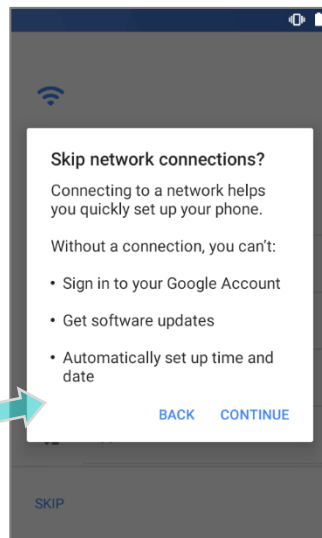 Skip network connections?
Connecting to a network helps
you quickly set up your phone.
Without a connection, you can't:
• Sign in to your Google Account
• Get software updates
• Automatically set up time and
date
BACK CONTINUE
SKIP